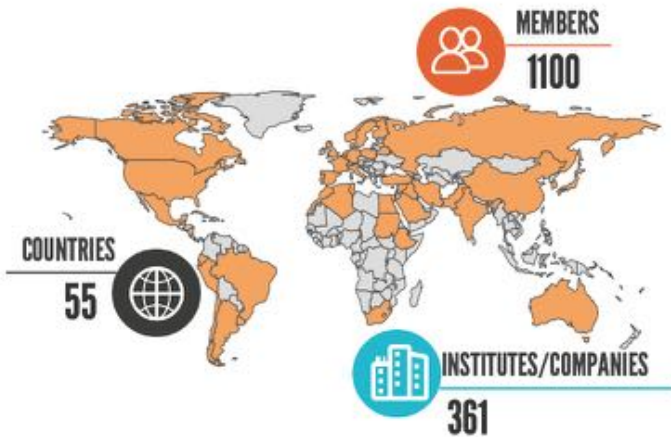 MEMBERS
1100
COUNTRIES
55
INSTITUTES/COMPANIES
361